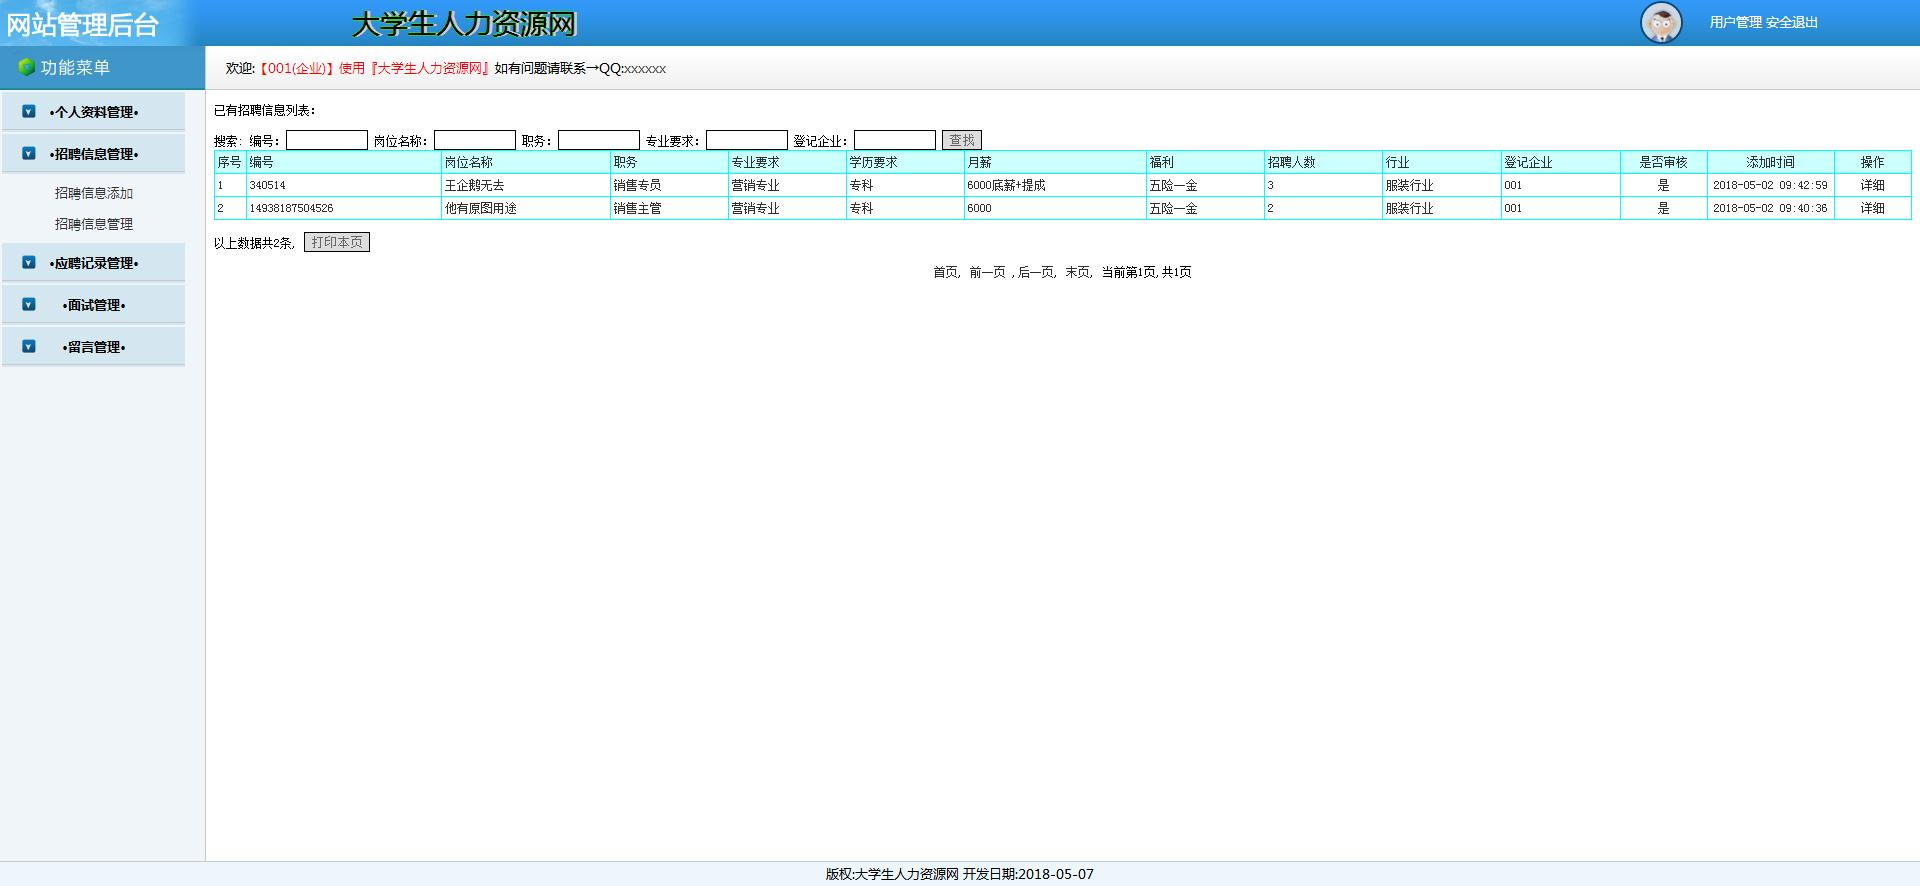 网站管理后台
大学生人力资源网
用户管理 安全退出
功能菜单
欢迎:【001(企业)】使用『大学生人力资源网』如有问题请联系→QQ:xxxxxx
•个人资料管理•
•招聘信息管理•
招聘信息添加
招聘信息管理
•应聘记录管理•
•面试管理•
•留言管理•
已有招聘信息列表：
搜索: 编号： 岗位名称： 职务： 专业要求： 登记企业： 查找
序号 编号 岗位名称 职务 专业要求 学历要求 月薪 福利 招聘人数 行业 登记企业 是否审核 添加时间 操作
1 340514 王企鹅无去 销售专员 营销专业 专科 6000底薪+提成 五险一金 3 服装行业 001 是 2018-05-02 09:42:59 详细
2 14938187504526 他有原图用途 销售主管 营销专业 专科 6000 五险一金 2 服装行业 001 是 2018-05-02 09:40:36 详细
以上数据共2条, 打印本页
首页, 前一页 ,后一页, 末页, 当前第1页,共1页
版权:大学生人力资源网 开发日期:2018-05-07